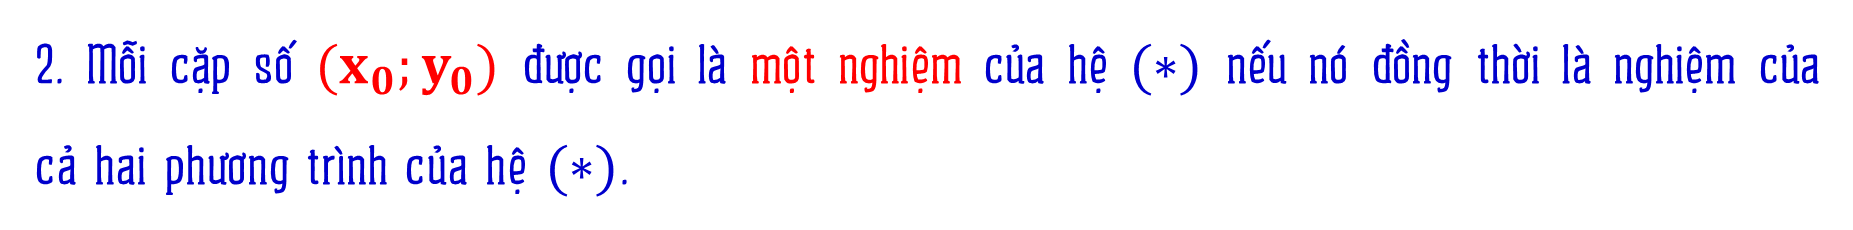 2. Mỗi cặp số (x₀; y₀) được gọi là một nghiệm của hệ (*) nếu nó đồng thời là nghiệm của
cả hai phương trình của hệ (*).